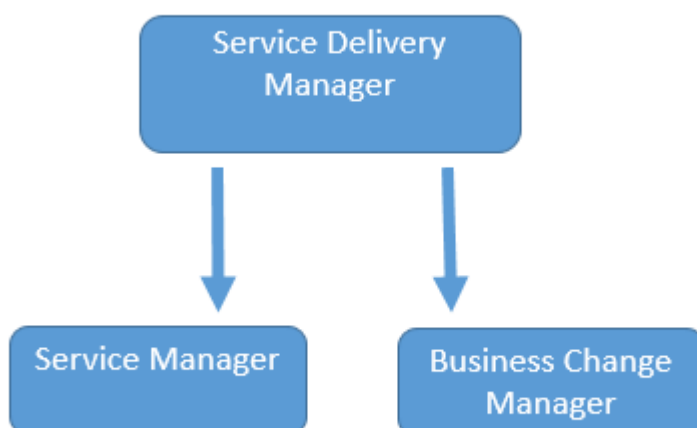 Service Delivery
Manager
Service Manager
Business Change
Manager